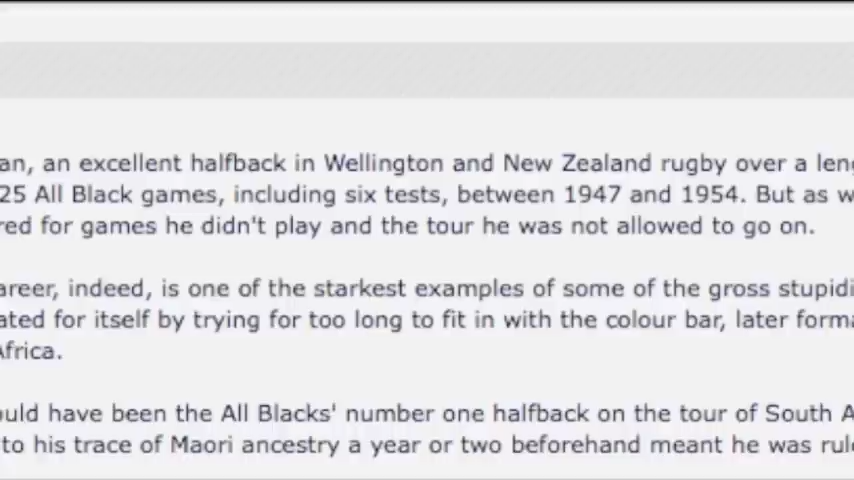 an, an excellent halfback in Wellington and New Zealand rugby over a leng
25 All Black games, including six tests, between 1947 and 1954. But as w
red for games he didn't play and the tour he was not allowed to go on.
areer, indeed, is one of the starkest examples of some of the gross stupidi
ated for itself by trying for too long to fit in with the colour bar, later forma
Africa.
ould have been the All Blacks' number one halfback on the tour of South A
to his trace of Maori ancestry a year or two beforehand meant he was rul